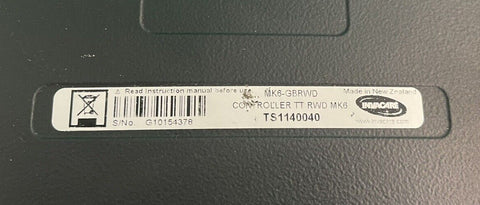 ⚠ Read Instruction manual before use
S/No. G10154378
MK6-GBRWD
CONTROLLER TT RWD MK6
TS1140040
Made in New Zealand
INVACARE